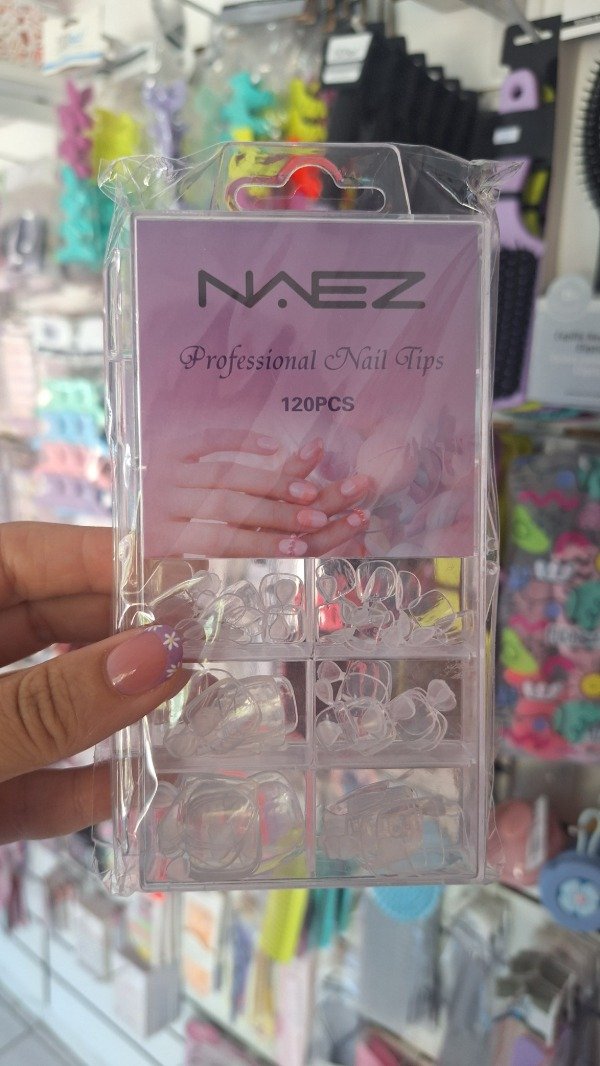 NAEZ
Professional Nail Tips
120PCS